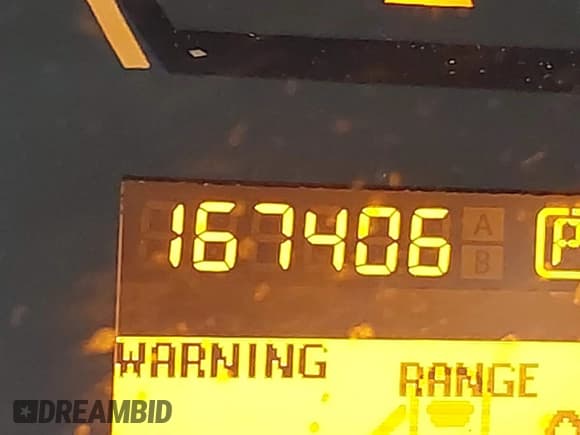 167406 A
B
P
WARNING
RANGE
DREAMBID